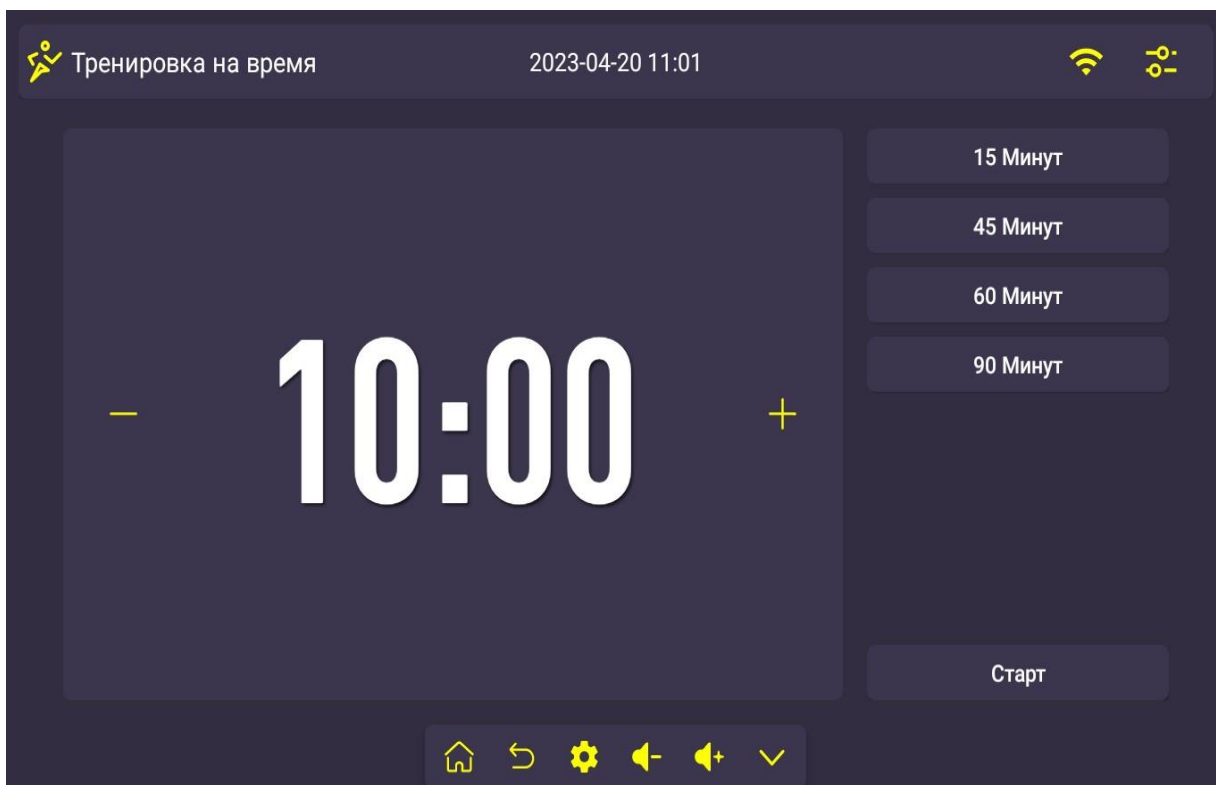 Тренировка на время
2023-04-20 11:01
15 Минут
45 Минут
60 Минут
90 Минут
10:00
Старт